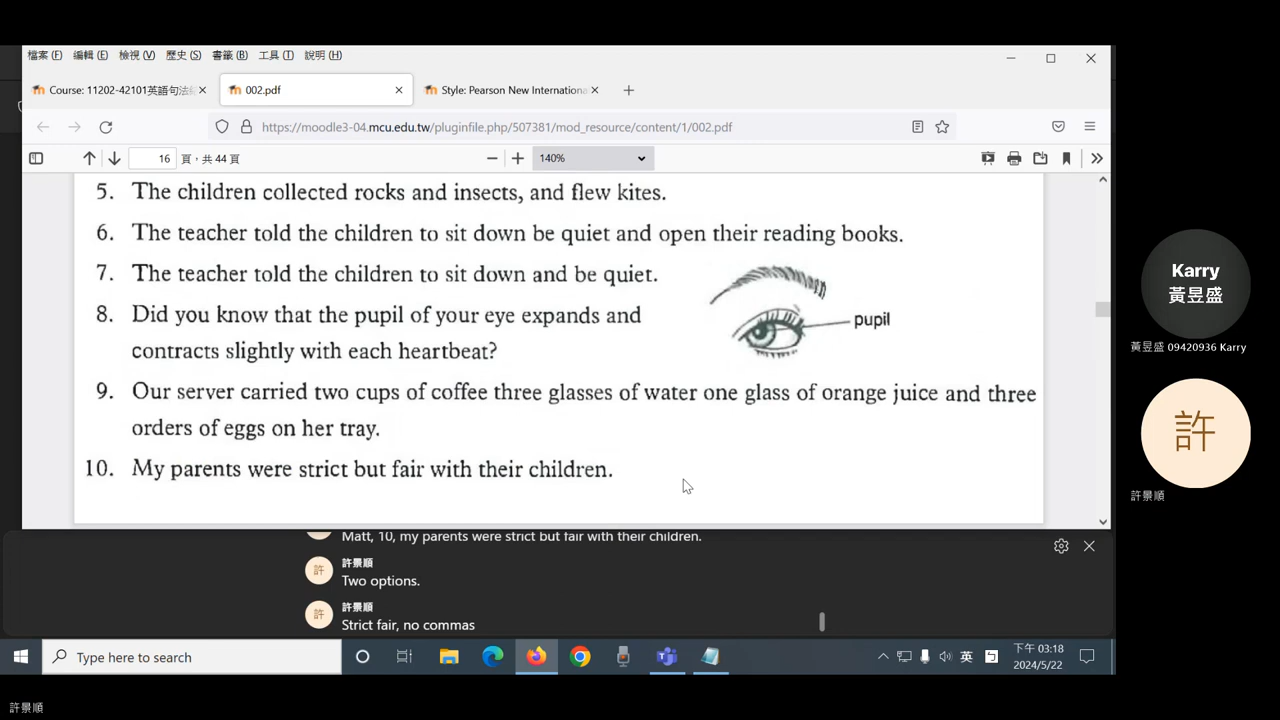 檔案 (F) 編輯 (E) 檢視 (V) 歷史 (S) 書籤 (B) 工具 (T) 說明 (H)
Course: 11202-42101英語句法
002.pdf
Style: Pearson New Internationa
https://moodle3-04.mcu.edu.tw/pluginfile.php/507381/mod_resource/content/1/002.pdf
16 頁，共 44 頁
140%
5. The children collected rocks and insects, and flew kites.
6. The teacher told the children to sit down be quiet and open their reading books.
7. The teacher told the children to sit down and be quiet.
8. Did you know that the pupil of your eye expands and
contracts slightly with each heartbeat?
pupil
9. Our server carried two cups of coffee three glasses of water one glass of orange juice and three
orders of eggs on her tray.
10. My parents were strict but fair with their children.
Matt, 10, my parents were strict but fair with their children.
許 許景順
Two options.
許 許景順
Strict fair, no commas
Karry
黃昱盛
黃昱盛 09420936 Karry
許
許景順
Type here to search
英
下午 03:18
2024/5/22
許景順